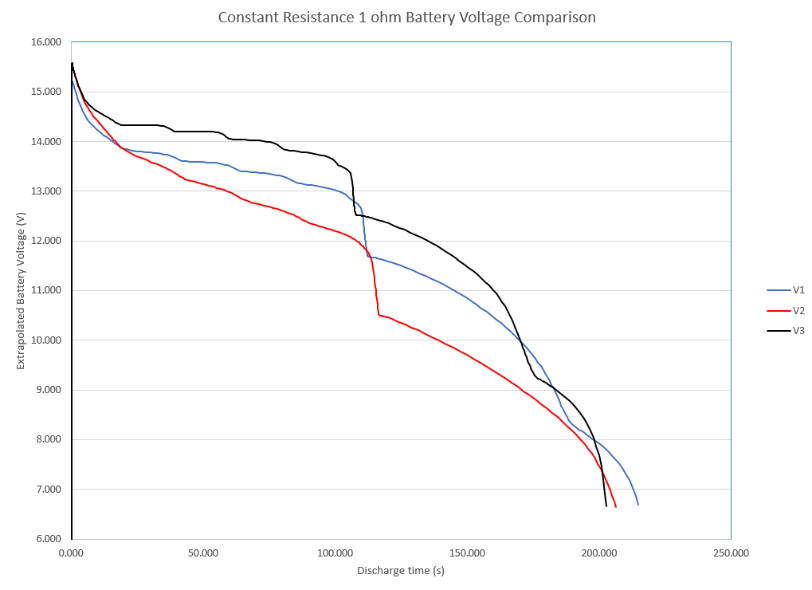 Constant Resistance 1 ohm Battery Voltage Comparison
16.000
15.000
14.000
13.000
12.000
11.000
10.000
9.000
8.000
7.000
6.000
Extrapolated Battery Voltage (V)
0.000 50.000 100.000 150.000 200.000 250.000
Discharge time (s)
V1
V2
V3